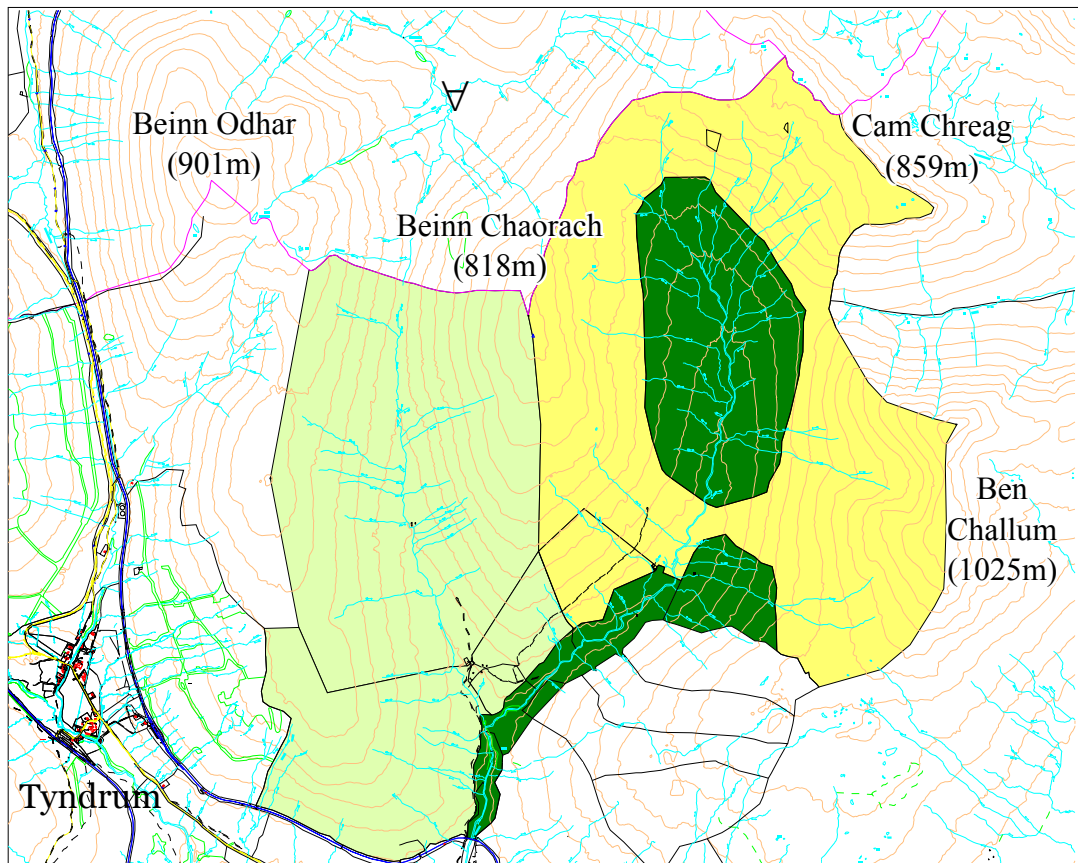 Beinn Odhar
(901m)
Cam Chreag
(859m)
Beinn Chaorach
(818m)
Ben
Challum
(1025m)
Tyndrum